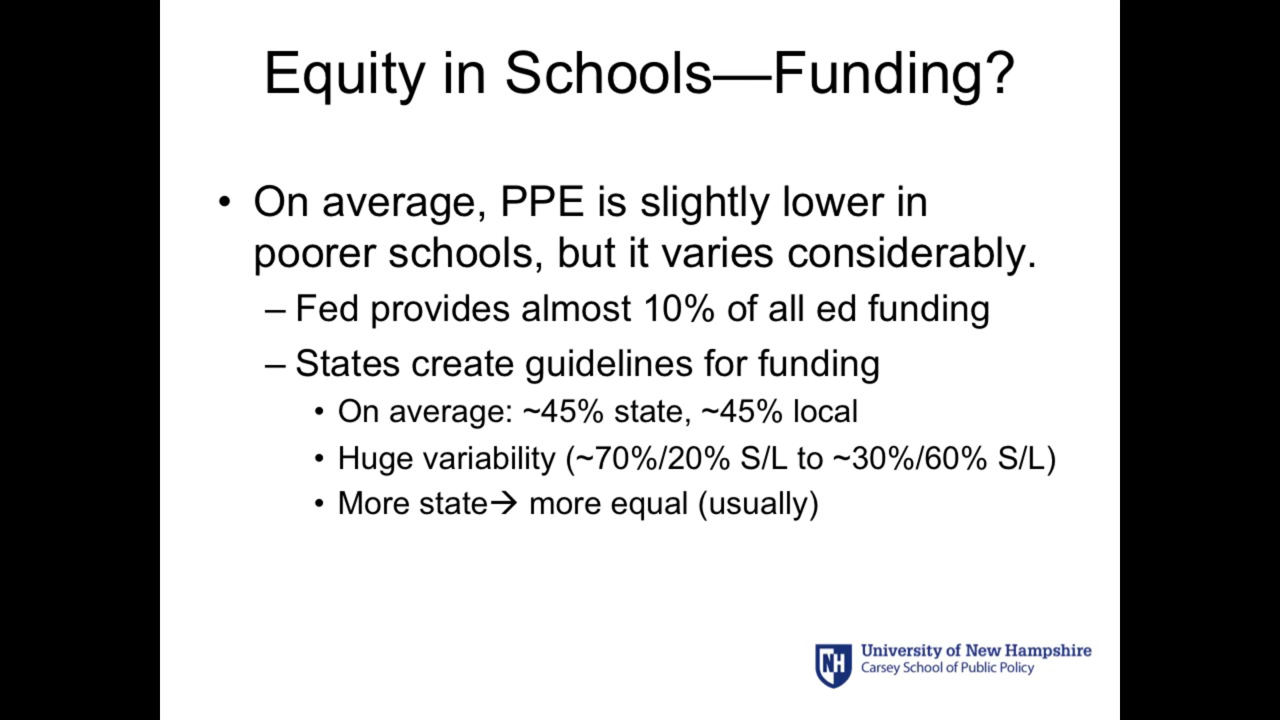 Equity in Schools—Funding?
• On average, PPE is slightly lower in
poorer schools, but it varies considerably.
– Fed provides almost 10% of all ed funding
– States create guidelines for funding
• On average: ~45% state, ~45% local
• Huge variability (~70%/20% S/L to ~30%/60% S/L)
• More state→ more equal (usually)
NH University of New Hampshire
Carsey School of Public Policy